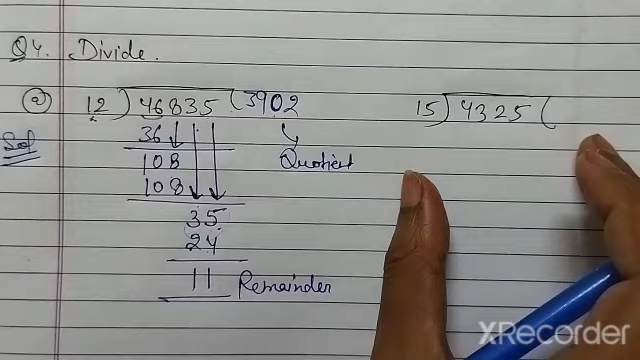 Q4. Divide.
(a) 12 ) 46835 ( 3902
Sol
36
108
108
Quotient
35
24
11 Remainder
15 ) 4325 (
XRecorder